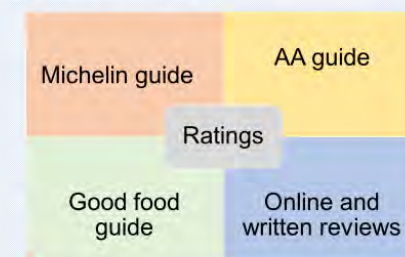 Michelin guide
AA guide
Ratings
Good food
guide
Online and
written reviews